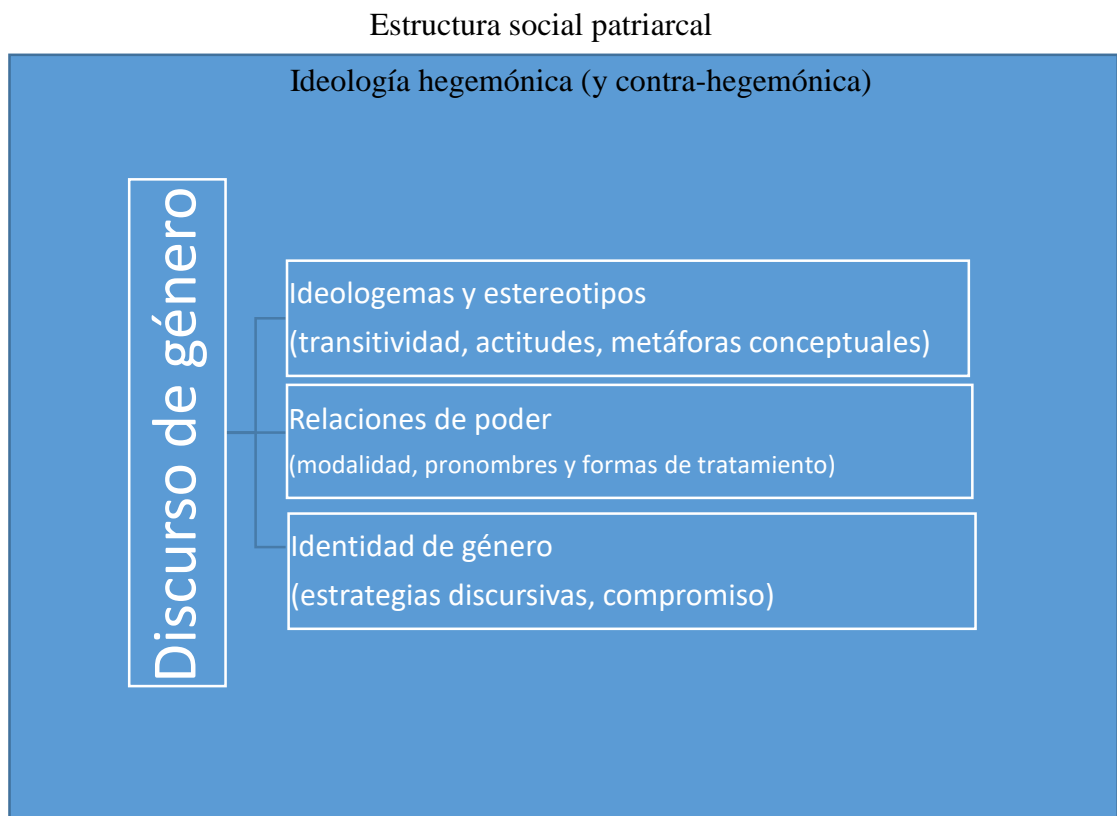 Estructura social patriarcal
Ideología hegemónica (y contra-hegemónica)
Discurso de género
Ideologemas y estereotipos
(transitividad, actitudes, metáforas conceptuales)
Relaciones de poder
(modalidad, pronombres y formas de tratamiento)
Identidad de género
(estrategias discursivas, compromiso)